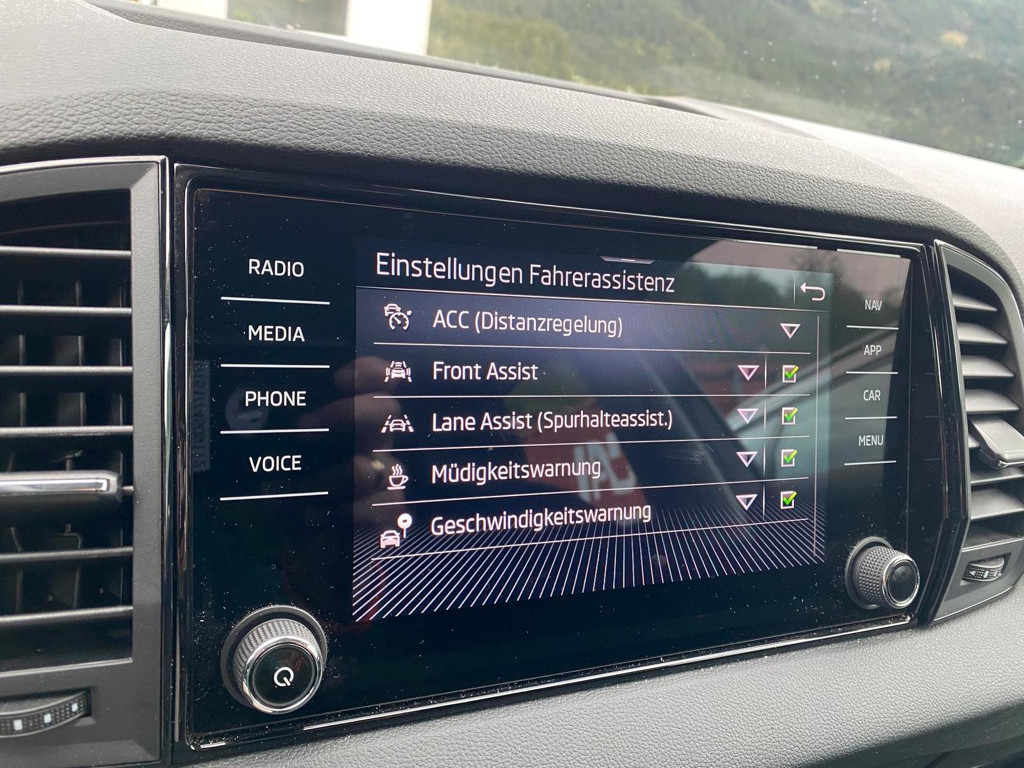 RADIO
MEDIA
PHONE
VOICE
Einstellungen Fahrerassistenz
ACC (Distanzregelung)
Front Assist
Lane Assist (Spurhalteassist.)
Müdigkeitswarnung
Geschwindigkeitswarnung
NAV
APP
CAR
MENU